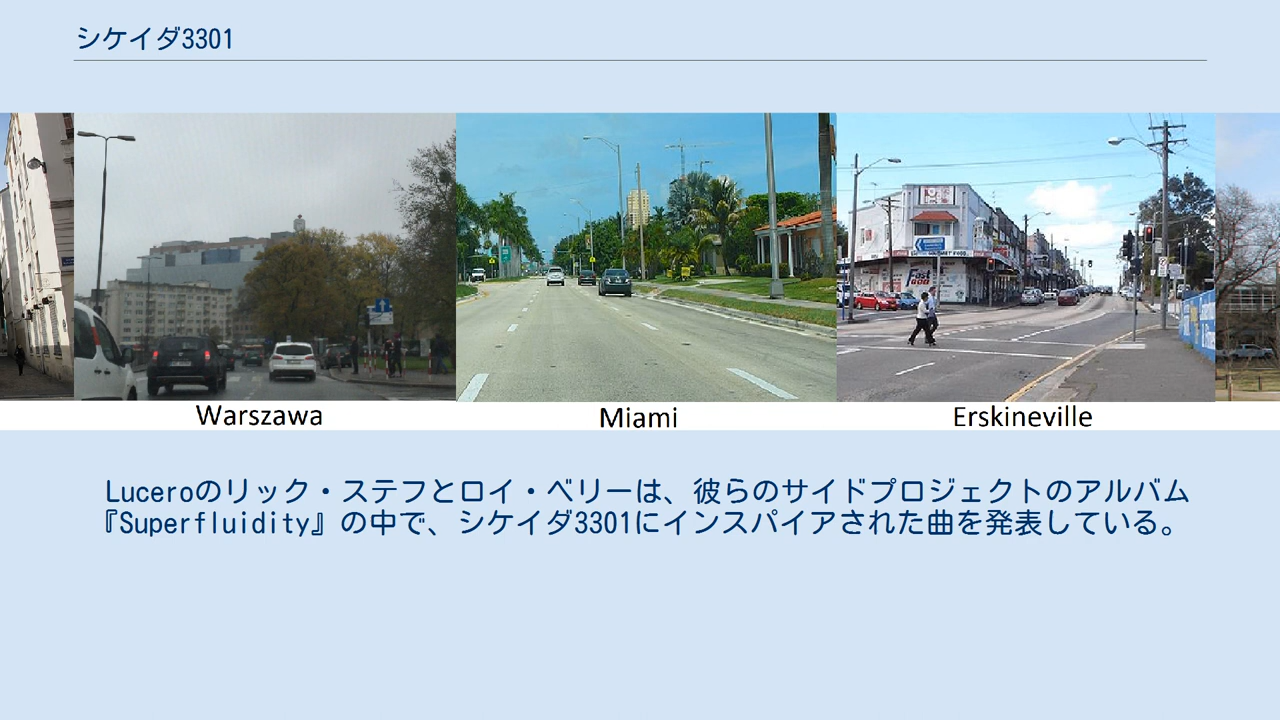 シケイダ3301
Fast
Food
Warszawa
Miami
Erskineville
Luceroのリック・ステフとロイ・ベリーは、彼らのサイドプロジェクトのアルバム
『Superfluidity』の中で、シケイダ3301にインスパイアされた曲を発表している。